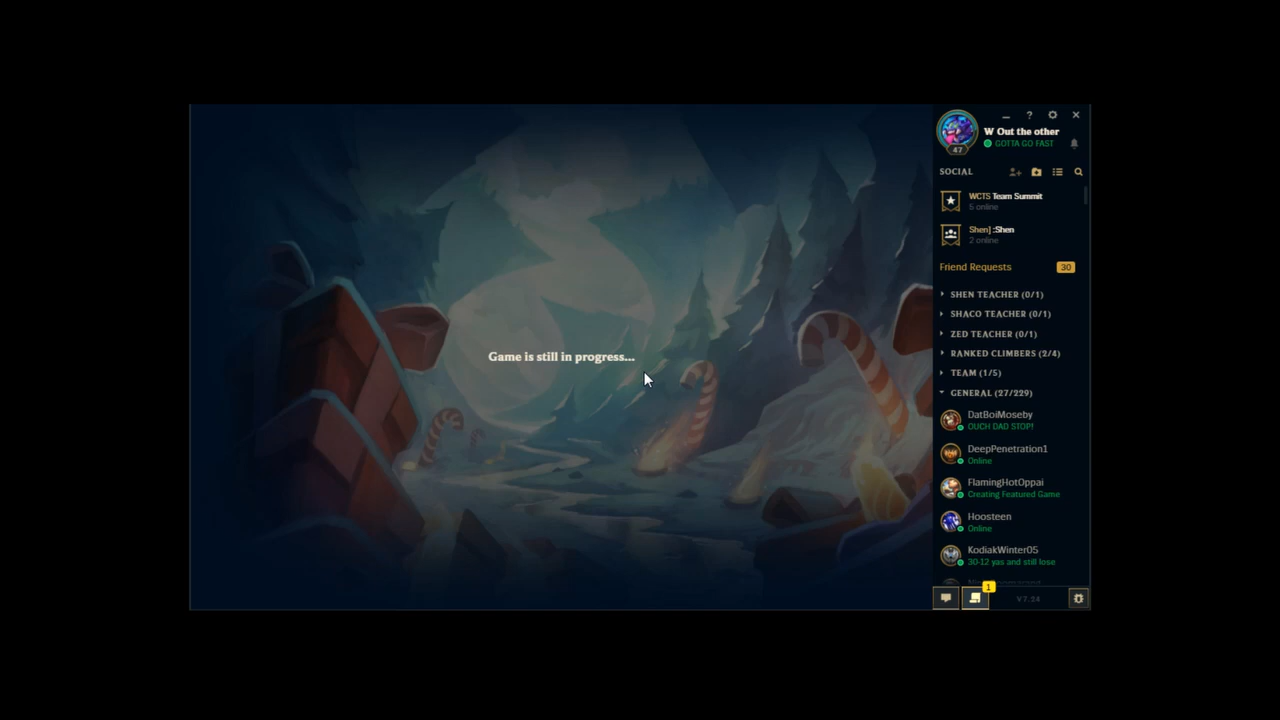 W Out the other
47
GOTTA GO FAST
SOCIAL
WCTS Team Summit
5 online
Shen] :Shen
2 online
Friend Requests 30
SHEN TEACHER (0/1)
SHACO TEACHER (0/1)
ZED TEACHER (0/1)
RANKED CLIMBERS (2/4)
Game is still in progress...
TEAM (1/5)
GENERAL (27/229)
DatBoiMoseby
OUCH DAD STOP!
DeepPenetration1
Online
FlamingHotOppai
Creating Featured Game
Hoosteen
Online
KodiakWinter05
30-12 yas and still lose
1
V7.24